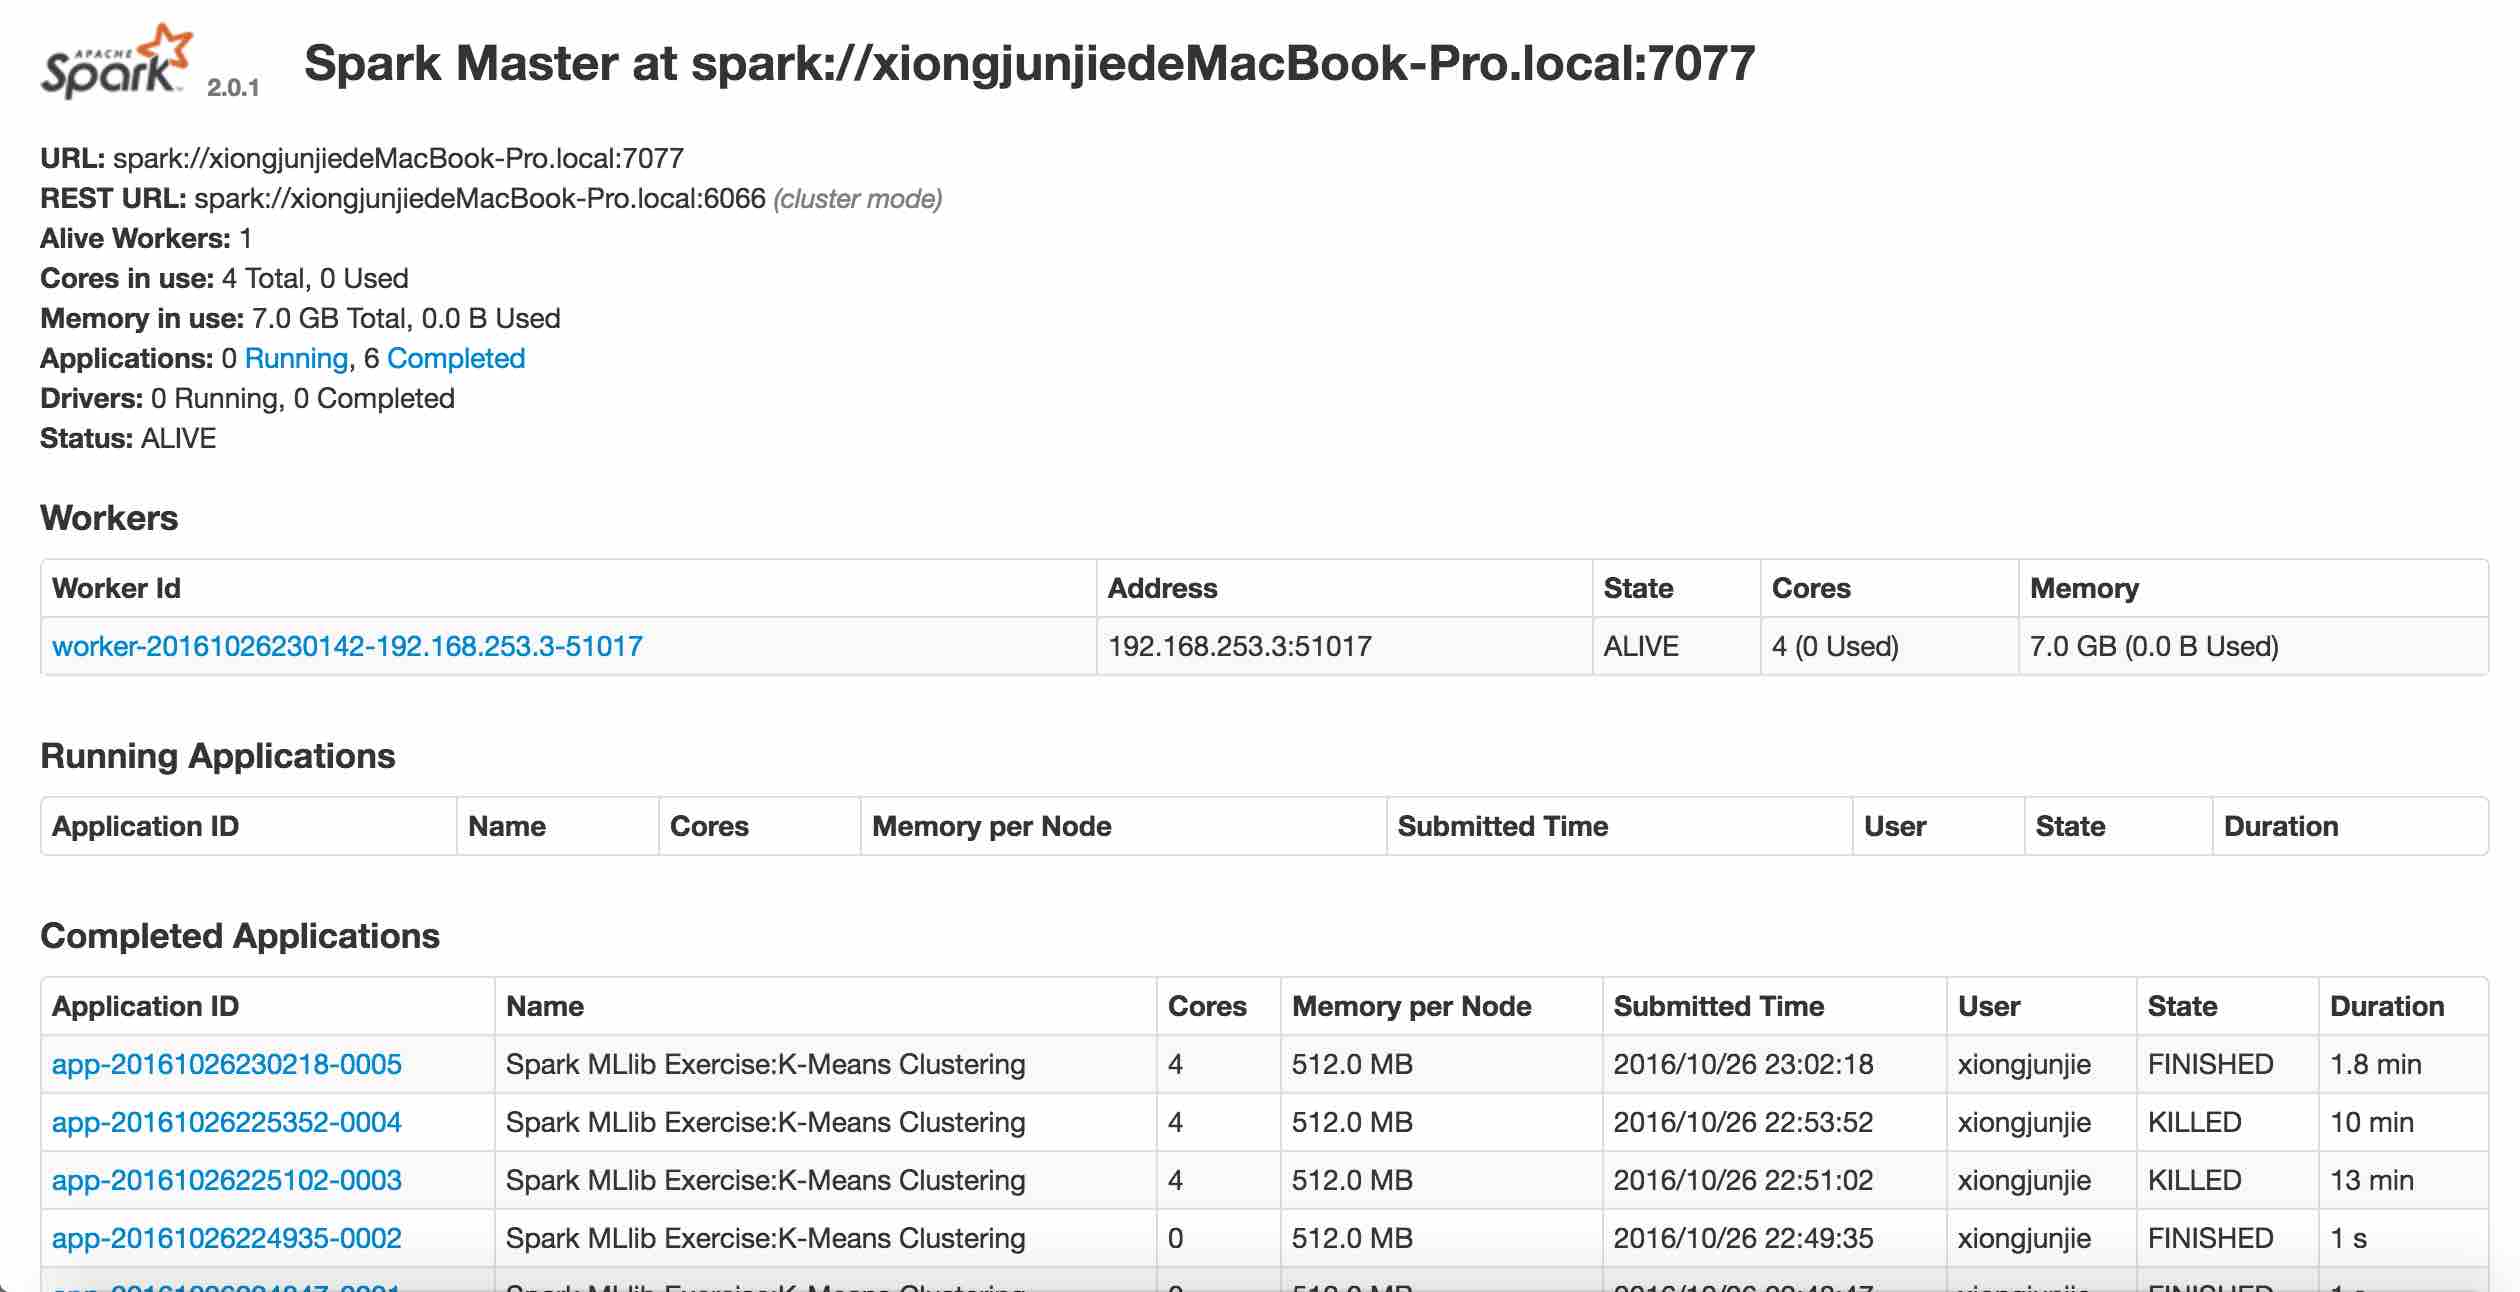 APACHE
Spark 2.0.1 Spark Master at spark://xiongjunjiedeMacBook-Pro.local:7077
URL: spark://xiongjunjiedeMacBook-Pro.local:7077
REST URL: spark://xiongjunjiedeMacBook-Pro.local:6066 (cluster mode)
Alive Workers: 1
Cores in use: 4 Total, 0 Used
Memory in use: 7.0 GB Total, 0.0 B Used
Applications: 0 Running, 6 Completed
Drivers: 0 Running, 0 Completed
Status: ALIVE
Workers
Worker Id Address State Cores Memory
worker-20161026230142-192.168.253.3-51017 192.168.253.3:51017 ALIVE 4 (0 Used) 7.0 GB (0.0 B Used)
Running Applications
Application ID Name Cores Memory per Node Submitted Time User State Duration
Completed Applications
Application ID Name Cores Memory per Node Submitted Time User State Duration
app-20161026230218-0005 Spark MLlib Exercise:K-Means Clustering 4 512.0 MB 2016/10/26 23:02:18 xiongjunjie FINISHED 1.8 min
app-20161026225352-0004 Spark MLlib Exercise:K-Means Clustering 4 512.0 MB 2016/10/26 22:53:52 xiongjunjie KILLED 10 min
app-20161026225102-0003 Spark MLlib Exercise:K-Means Clustering 4 512.0 MB 2016/10/26 22:51:02 xiongjunjie KILLED 13 min
app-20161026224935-0002 Spark MLlib Exercise:K-Means Clustering 0 512.0 MB 2016/10/26 22:49:35 xiongjunjie FINISHED 1 s
Spark MLlib Exercise:K-Means Clustering 512.0 MB xiongjunjie FINISHED